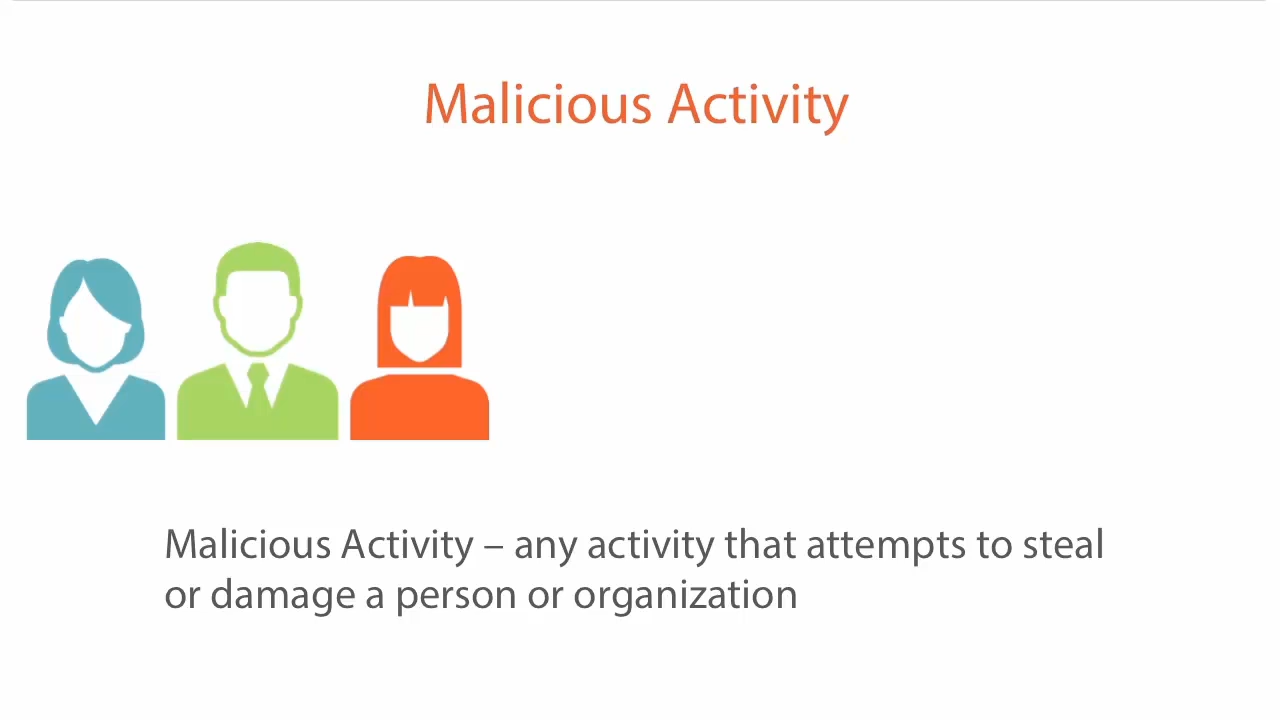 Malicious Activity
Malicious Activity – any activity that attempts to steal
or damage a person or organization